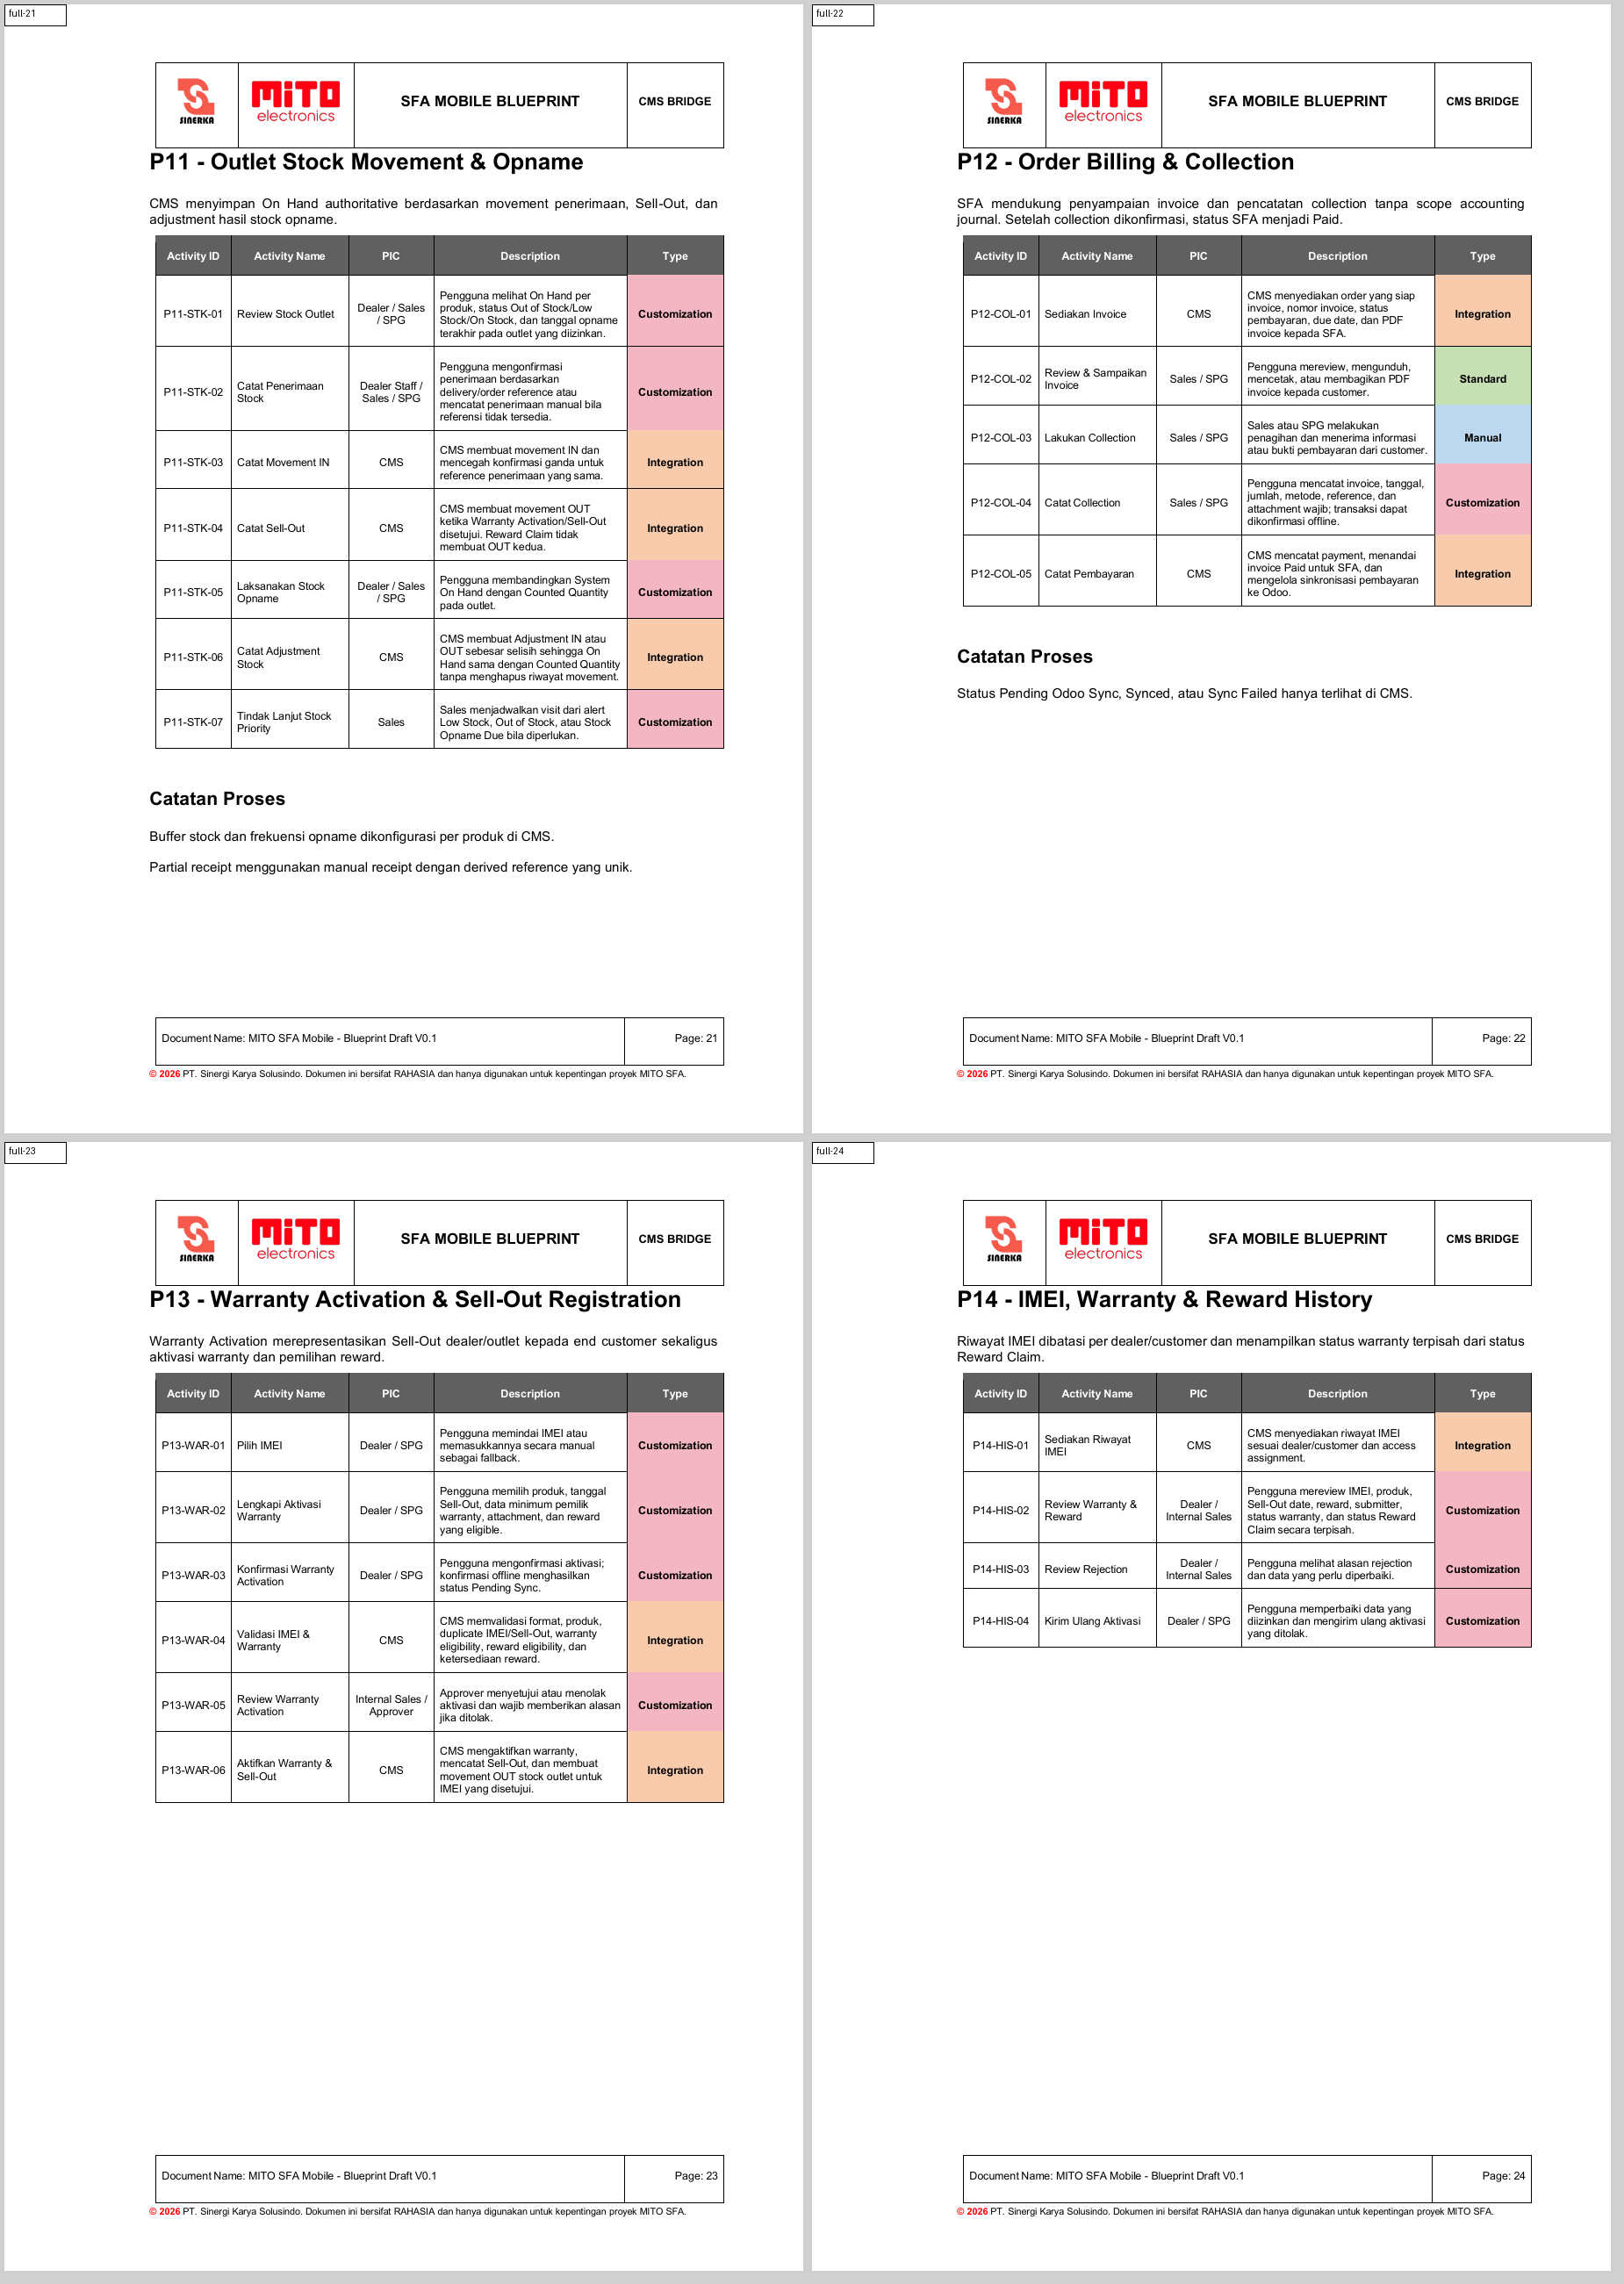 full-21
SINERKA
MiTO
electronics
SFA MOBILE BLUEPRINT
CMS BRIDGE
P11 - Outlet Stock Movement & Opname
CMS menyimpan On Hand authoritative berdasarkan movement penerimaan, Sell-Out, dan
adjustment hasil stock opname.
Activity ID Activity Name PIC Description Type
P11-STK-01
Review Stock Outlet
Dealer / Sales
/ SPG
Pengguna melihat On Hand per
produk, status Out of Stock/Low
Stock/On Stock, dan tanggal opname
terakhir pada outlet yang diizinkan.
Customization
P11-STK-02
Catat Penerimaan
Stock
Dealer Staff /
Sales / SPG
Pengguna mengonfirmasi
penerimaan berdasarkan
delivery/order reference atau
mencatat penerimaan manual bila
referensi tidak tersedia.
Customization
P11-STK-03
Catat Movement IN
CMS
CMS membuat movement IN dan
mencegah konfirmasi ganda untuk
reference penerimaan yang sama.
Integration
P11-STK-04
Catat Sell-Out
CMS
CMS membuat movement OUT
ketika Warranty Activation/Sell-Out
disetujui. Reward Claim tidak
membuat OUT kedua.
Integration
P11-STK-05
Laksanakan Stock
Opname
Dealer / Sales
/ SPG
Pengguna membandingkan System
On Hand dengan Counted Quantity
pada outlet.
Customization
P11-STK-06
Catat Adjustment
Stock
CMS
CMS membuat Adjustment IN atau
OUT sebesar selisih sehingga On
Hand sama dengan Counted Quantity
tanpa menghapus riwayat movement.
Integration
P11-STK-07
Tindak Lanjut Stock
Priority
Sales
Sales menjadwalkan visit dari alert
Low Stock, Out of Stock, atau Stock
Opname Due bila diperlukan.
Customization
Catatan Proses
Buffer stock dan frekuensi opname dikonfigurasi per produk di CMS.
Partial receipt menggunakan manual receipt dengan derived reference yang unik.
Document Name: MITO SFA Mobile - Blueprint Draft V0.1
Page: 21
© 2026 PT. Sinergi Karya Solusindo. Dokumen ini bersifat RAHASIA dan hanya digunakan untuk kepentingan proyek MITO SFA.
full-22
SINERKA
MiTO
electronics
SFA MOBILE BLUEPRINT
CMS BRIDGE
P12 - Order Billing & Collection
SFA mendukung penyampaian invoice dan pencatatan collection tanpa scope accounting
journal. Setelah collection dikonfirmasi, status SFA menjadi Paid.
Activity ID Activity Name PIC Description Type
P12-COL-01
Sediakan Invoice
CMS
CMS menyediakan order yang siap
invoice, nomor invoice, status
pembayaran, due date, dan PDF
invoice kepada SFA.
Integration
P12-COL-02
Review & Sampaikan
Invoice
Sales / SPG
Pengguna mereview, mengunduh,
mencetak, atau membagikan PDF
invoice kepada customer.
Standard
P12-COL-03
Lakukan Collection
Sales / SPG
Sales atau SPG melakukan
penagihan dan menerima informasi
atau bukti pembayaran dari customer.
Manual
P12-COL-04
Catat Collection
Sales / SPG
Pengguna mencatat invoice, tanggal,
jumlah, metode, reference, dan
attachment wajib; transaksi dapat
dikonfirmasi offline.
Customization
P12-COL-05
Catat Pembayaran
CMS
CMS mencatat payment, menandai
invoice Paid untuk SFA, dan
mengelola sinkronisasi pembayaran
ke Odoo.
Integration
Catatan Proses
Status Pending Odoo Sync, Synced, atau Sync Failed hanya terlihat di CMS.
Document Name: MITO SFA Mobile - Blueprint Draft V0.1
Page: 22
© 2026 PT. Sinergi Karya Solusindo. Dokumen ini bersifat RAHASIA dan hanya digunakan untuk kepentingan proyek MITO SFA.
full-23
SINERKA
MiTO
electronics
SFA MOBILE BLUEPRINT
CMS BRIDGE
P13 - Warranty Activation & Sell-Out Registration
Warranty Activation merepresentasikan Sell-Out dealer/outlet kepada end customer sekaligus
aktivasi warranty dan pemilihan reward.
Activity ID Activity Name PIC Description Type
P13-WAR-01
Pilih IMEI
Dealer / SPG
Pengguna memindai IMEI atau
memasukkannya secara manual
sebagai fallback.
Customization
P13-WAR-02
Lengkapi Aktivasi
Warranty
Dealer / SPG
Pengguna memilih produk, tanggal
Sell-Out, data minimum pemilik
warranty, attachment, dan reward
yang eligible.
Customization
P13-WAR-03
Konfirmasi Warranty
Activation
Dealer / SPG
Pengguna mengonfirmasi aktivasi;
konfirmasi offline menghasilkan
status Pending Sync.
Customization
P13-WAR-04
Validasi IMEI &
Warranty
CMS
CMS memvalidasi format, produk,
duplicate IMEI/Sell-Out, warranty
eligibility, reward eligibility, dan
ketersediaan reward.
Integration
P13-WAR-05
Review Warranty
Activation
Internal Sales /
Approver
Approver menyetujui atau menolak
aktivasi dan wajib memberikan alasan
jika ditolak.
Customization
P13-WAR-06
Aktifkan Warranty &
Sell-Out
CMS
CMS mengaktifkan warranty,
mencatat Sell-Out, dan membuat
movement OUT stock outlet untuk
IMEI yang disetujui.
Integration
Document Name: MITO SFA Mobile - Blueprint Draft V0.1
Page: 23
© 2026 PT. Sinergi Karya Solusindo. Dokumen ini bersifat RAHASIA dan hanya digunakan untuk kepentingan proyek MITO SFA.
full-24
SINERKA
MiTO
electronics
SFA MOBILE BLUEPRINT
CMS BRIDGE
P14 - IMEI, Warranty & Reward History
Riwayat IMEI dibatasi per dealer/customer dan menampilkan status warranty terpisah dari status
Reward Claim.
Activity ID Activity Name PIC Description Type
P14-HIS-01
Sediakan Riwayat
IMEI
CMS
CMS menyediakan riwayat IMEI
sesuai dealer/customer dan access
assignment.
Integration
P14-HIS-02
Review Warranty &
Reward
Dealer /
Internal Sales
Pengguna mereview IMEI, produk,
Sell-Out date, reward, submitter,
status warranty, dan status Reward
Claim secara terpisah.
Customization
P14-HIS-03
Review Rejection
Dealer /
Internal Sales
Pengguna melihat alasan rejection
dan data yang perlu diperbaiki.
Customization
P14-HIS-04
Kirim Ulang Aktivasi
Dealer / SPG
Pengguna memperbaiki data yang
diizinkan dan mengirim ulang aktivasi
yang ditolak.
Customization
Document Name: MITO SFA Mobile - Blueprint Draft V0.1
Page: 24
© 2026 PT. Sinergi Karya Solusindo. Dokumen ini bersifat RAHASIA dan hanya digunakan untuk kepentingan proyek MITO SFA.